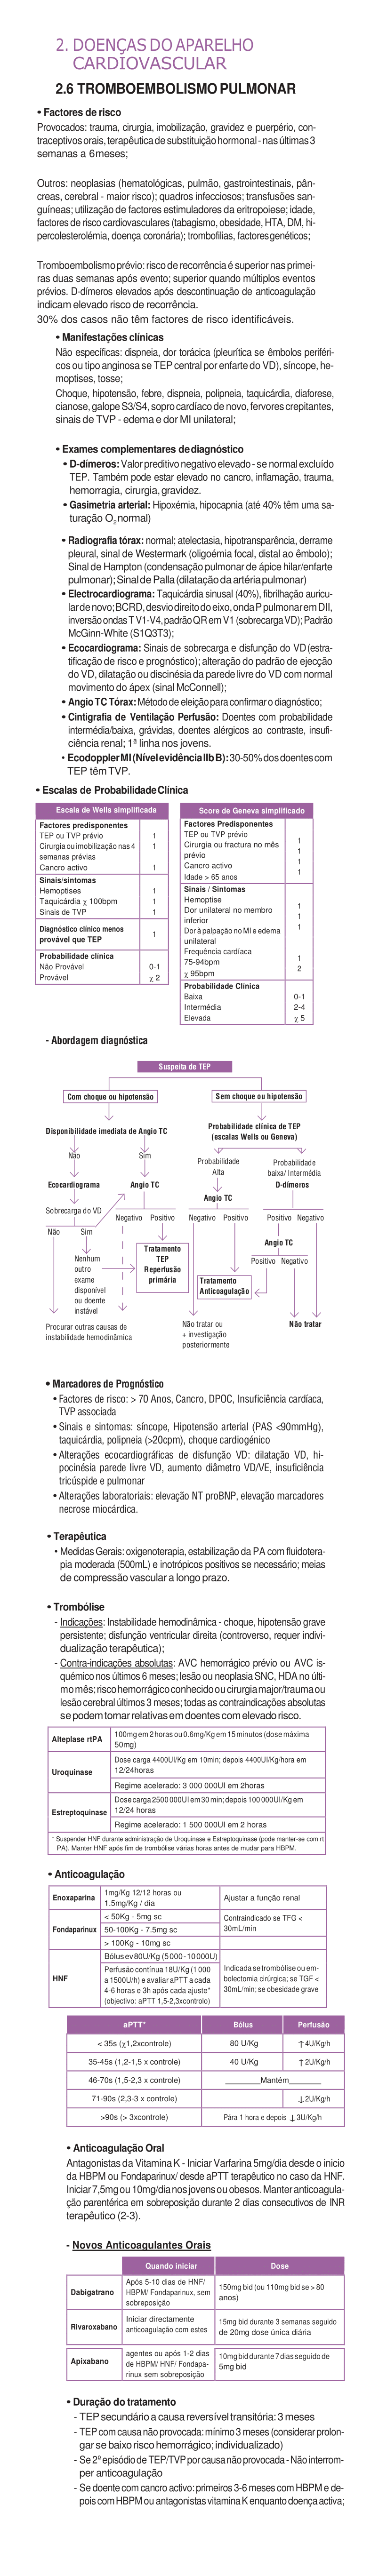 2. DOENÇAS DO APARELHO
CARDIOVASCULAR
2.6 TROMBOEMBOLISMO PULMONAR
• Factores de risco
Provocados: trauma, cirurgia, imobilização, gravidez e puerpério, con-
traceptivos orais, terapêutica de substituição hormonal - nas últimas 3
semanas a 6 meses;
Outros: neoplasias (hematológicas, pulmão, gastrointestinais, pân-
creas, cerebral - maior risco); quadros infecciosos; transfusões san-
guíneas; utilização de factores estimuladores da eritropoiese; idade,
factores de risco cardiovasculares (tabagismo, obesidade, HTA, DM, hi-
percolesterolémia, doença coronária); trombofilias, factores genéticos;
Tromboembolismo prévio: risco de recorrência é superior nas primei-
ras duas semanas após evento; superior quando múltiplos eventos
prévios. D-dímeros elevados após descontinuação de anticoagulação
indicam elevado risco de recorrência.
30% dos casos não têm factores de risco identificáveis.
• Manifestações clínicas
Não específicas: dispneia, dor torácica (pleurítica se êmbolos periféri-
cos ou tipo anginosa se TEP central por enfarte do VD), síncope, he-
moptises, tosse;
Choque, hipotensão, febre, dispneia, polipneia, taquicárdia, diaforese,
cianose, galope S3/S4, sopro cardíaco de novo, fervores crepitantes,
sinais de TVP - edema e dor MI unilateral;
• Exames complementares de diagnóstico
• D-dímeros: Valor preditivo negativo elevado - se normal excluído
TEP. Também pode estar elevado no cancro, inflamação, trauma,
hemorragia, cirurgia, gravidez.
• Gasimetria arterial: Hipoxémia, hipocapnia (até 40% têm uma sa-
turação O2 normal)
• Radiografia tórax: normal; atelectasia, hipotransparência, derrame
pleural, sinal de Westermark (oligoémia focal, distal ao êmbolo);
Sinal de Hampton (condensação pulmonar de ápice hilar/enfarte
pulmonar); Sinal de Palla (dilatação da artéria pulmonar)
• Electrocardiograma: Taquicárdia sinusal (40%), fibrilhação auricu-
lar de novo; BCRD, desvio direito do eixo, onda P pulmonar em DII,
inversão ondas T V1-V4, padrão QR em V1 (sobrecarga VD); Padrão
McGinn-White (S1Q3T3);
• Ecocardiograma: Sinais de sobrecarga e disfunção do VD (estra-
tificação de risco e prognóstico); alteração do padrão de ejecção
do VD, dilatação ou discinésia da parede livre do VD com normal
movimento do ápex (sinal McConnell);
• Angio TC Tórax: Método de eleição para confirmar o diagnóstico;
• Cintigrafia de Ventilação Perfusão: Doentes com probabilidade
intermédia/baixa, grávidas, doentes alérgicos ao contraste, insufi-
ciência renal; 1ª linha nos jovens.
• Ecodoppler MI (Nível evidência IIb B): 30-50% dos doentes com
TEP têm TVP.
• Escalas de Probabilidade Clínica
Escala de Wells simplificada
Factores predisponentes
TEP ou TVP prévio 1
Cirurgia ou imobilização nas 4 1
semanas prévias
Cancro activo 1
Sinais/sintomas
Hemoptises 1
Taquicárdia χ 100bpm 1
Sinais de TVP 1
Diagnóstico clínico menos
provável que TEP 1
Probabilidade clínica
Não Provável 0-1
Provável χ 2
Score de Geneva simplificado
Factores Predisponentes
TEP ou TVP prévio 1
Cirurgia ou fractura no mês 1
prévio
Cancro activo 1
Idade > 65 anos 1
Sinais / Sintomas
Hemoptise 1
Dor unilateral no membro 1
inferior
Dor à palpação no MI e edema 1
unilateral
Frequência cardíaca
75-94bpm 1
χ 95bpm 2
Probabilidade Clínica
Baixa 0-1
Intermédia 2-4
Elevada χ 5
- Abordagem diagnóstica
Suspeita de TEP
Com choque ou hipotensão
Sem choque ou hipotensão
Disponibilidade imediata de Angio TC
Probabilidade clínica de TEP
(escalas Wells ou Geneva)
Não Sim
Probabilidade
Alta
Probabilidade
baixa/ Intermédia
D-dímeros
Ecocardiograma Angio TC
Angio TC
Sobrecarga do VD
Negativo Positivo Negativo Positivo Positivo Negativo
Não Sim
Angio TC
Positivo Negativo
Nenhum
outro
exame
disponível
ou doente
instável
Tratamento
TEP
Reperfusão
primária
Tratamento
Anticoagulação
Procurar outras causas de
instabilidade hemodinâmica
Não tratar ou
+ investigação
posteriormente
Não tratar
• Marcadores de Prognóstico
• Factores de risco: > 70 Anos, Cancro, DPOC, Insuficiência cardíaca,
TVP associada
• Sinais e sintomas: síncope, Hipotensão arterial (PAS <90mmHg),
taquicárdia, polipneia (>20cpm), choque cardiogénico
• Alterações ecocardiográficas de disfunção VD: dilatação VD, hi-
pocinésia parede livre VD, aumento diâmetro VD/VE, insuficiência
tricúspide e pulmonar
• Alterações laboratoriais: elevação NT proBNP, elevação marcadores
necrose miocárdica.
• Terapêutica
• Medidas Gerais: oxigenoterapia, estabilização da PA com fluidotera-
pia moderada (500mL) e inotrópicos positivos se necessário; meias
de compressão vascular a longo prazo.
• Trombólise
- Indicações: Instabilidade hemodinâmica - choque, hipotensão grave
persistente; disfunção ventricular direita (controverso, requer indivi-
dualização terapêutica);
- Contra-indicações absolutas: AVC hemorrágico prévio ou AVC is-
quémico nos últimos 6 meses; lesão ou neoplasia SNC, HDA no últi-
mo mês; risco hemorrágico conhecido ou cirurgia major/trauma ou
lesão cerebral últimos 3 meses; todas as contraindicações absolutas
se podem tornar relativas em doentes com elevado risco.
Alteplase rtPA
100mg em 2 horas ou 0.6mg/Kg em 15 minutos (dose máxima
50mg)
Uroquinase
Dose carga 4400UI/Kg em 10min; depois 4400UI/Kg/hora em
12/24horas
Regime acelerado: 3 000 000UI em 2horas
Estreptoquinase
Dose carga 2500 000UI em 30 min; depois 100 000UI/Kg em
12/24 horas
Regime acelerado: 1 500 000UI em 2 horas
* Suspender HNF durante administração de Uroquinase e Estreptoquinase (pode manter-se com rt
PA). Manter HNF após fim de trombólise várias horas antes de mudar para HBPM.
• Anticoagulação
Enoxaparina
1mg/Kg 12/12 horas ou
1.5mg/Kg / dia
Ajustar a função renal
Fondaparinux
< 50Kg - 5mg sc
50-100Kg - 7.5mg sc
> 100Kg - 10mg sc
Contraindicado se TFG <
30mL/min
HNF
Bólus ev 80U/Kg (5000 -10000U)
Perfusão contínua 18U/Kg (1 000
a 1500U/h) e avaliar aPTT a cada
4-6 horas e 3h após cada ajuste*
(objetivo: aPTT 1,5-2,3xcontrolo)
Indicada se trombólise ou em-
bolectomia cirúrgica; se TGF <
30mL/min; se obesidade grave
aPTT* Bólus Perfusão
< 35s (χ1,2xcontrole) 80 U/Kg ↑4U/Kg/h
35-45s (1,2-1,5 x controle) 40 U/Kg ↑2U/Kg/h
46-70s (1,5-2,3 x controle) ________Mantém________
71-90s (2,3-3 x controle) ↓2U/Kg/h
>90s (> 3xcontrole) Pára 1 hora e depois ↓3U/Kg/h
• Anticoagulação Oral
Antagonistas da Vitamina K - Iniciar Varfarina 5mg/dia desde o inicio
da HBPM ou Fondaparinux/ desde aPTT terapêutico no caso da HNF.
Iniciar 7,5mg ou 10mg/dia nos jovens ou obesos. Manter anticoagula-
ção parentérica em sobreposição durante 2 dias consecutivos de INR
terapêutico (2-3).
- Novos Anticoagulantes Orais
Quando iniciar Dose
Dabigatrano
Após 5-10 dias de HNF/
HBPM/ Fondaparinux, sem
sobreposição
150mg bid (ou 110mg bid se > 80
anos)
Rivaroxabano
Iniciar directamente
anticoagulação com estes
15mg bid durante 3 semanas seguido
de 20mg dose única diária
Apixabano
agentes ou após 1-2 dias
de HBPM/ HNF/ Fondapa-
rinux sem sobreposição
10mg bid durante 7 dias seguido de
5mg bid
• Duração do tratamento
- TEP secundário a causa reversível transitória: 3 meses
- TEP com causa não provocada: mínimo 3 meses (considerar prolon-
gar se baixo risco hemorrágico; individualizado)
- Se 2º episódio de TEP/TVP por causa não provocada - Não interrom-
per anticoagulação
- Se doente com cancro activo: primeiros 3-6 meses com HBPM e de-
pois com HBPM ou antagonistas vitamina K enquanto doença activa;